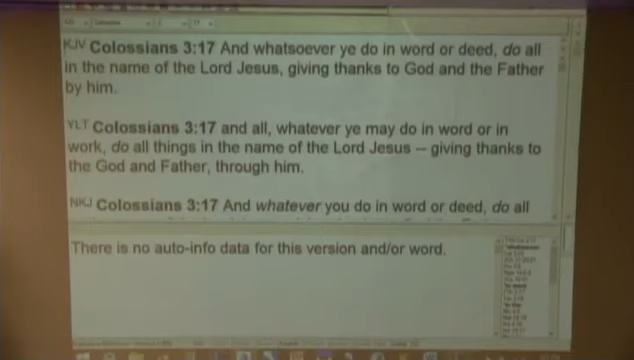 KJV Colossians 3:17 And whatsoever ye do in word or deed, do all
in the name of the Lord Jesus, giving thanks to God and the Father
by him.
YLT Colossians 3:17 and all, whatever ye may do in word or in
work, do all things in the name of the Lord Jesus -- giving thanks to
the God and Father, through him.
NKJ Colossians 3:17 And whatever you do in word or deed, do all
There is no auto-info data for this version and/or word.